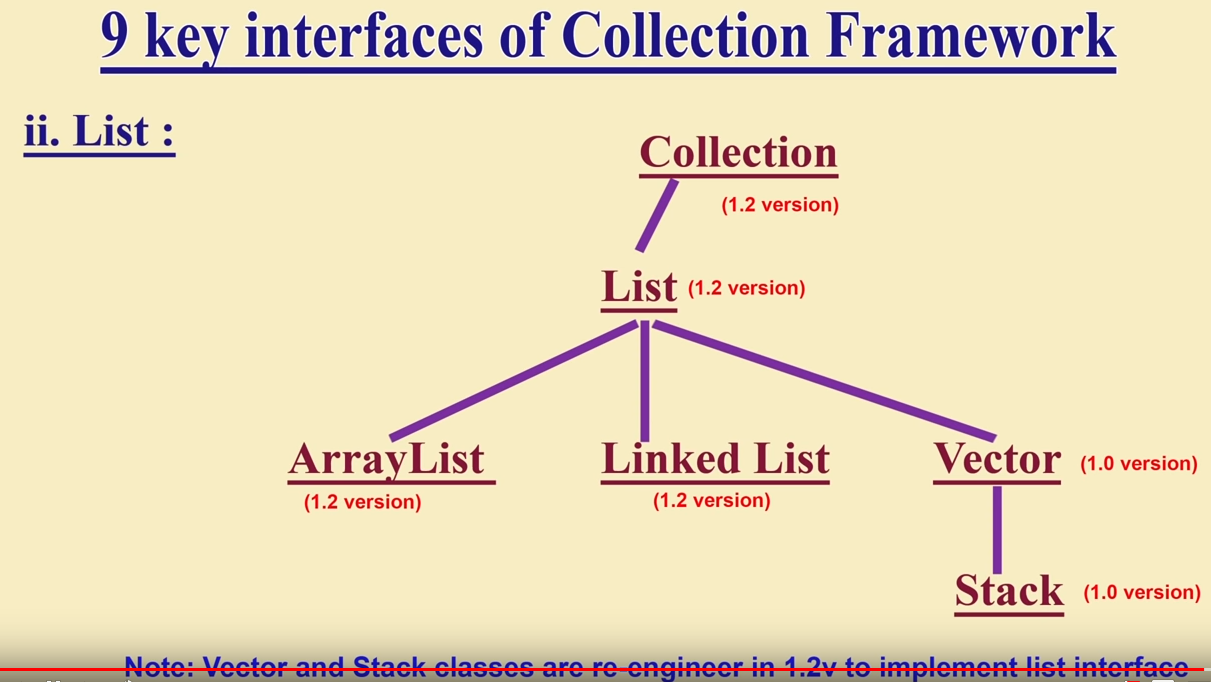 9 key interfaces of Collection Framework
ii. List :
Collection
(1.2 version)
List (1.2 version)
ArrayList Linked List Vector (1.0 version)
(1.2 version) (1.2 version)
Stack (1.0 version)
Note: Vector and Stack classes are re-engineer in 1.2v to implement list interface